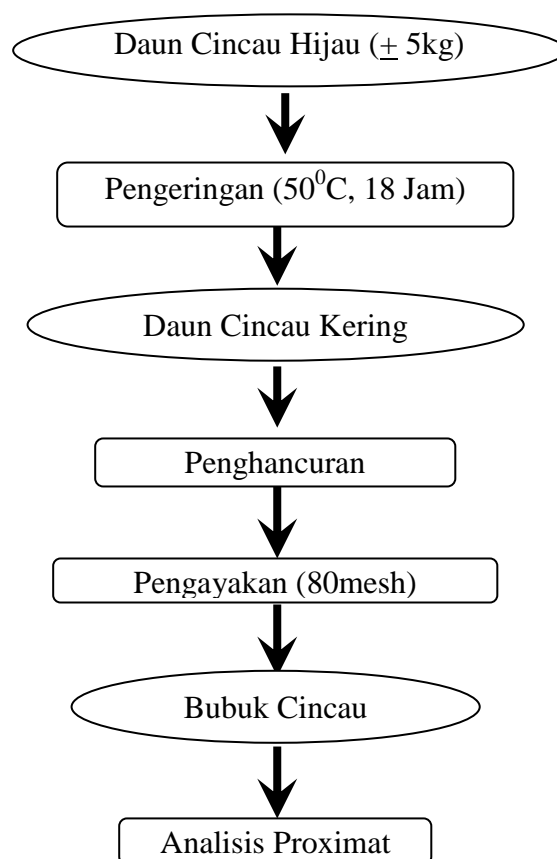 Daun Cincau Hijau (± 5kg)
Pengeringan (50⁰C, 18 Jam)
Daun Cincau Kering
Penghancuran
Pengayakan (80mesh)
Bubuk Cincau
Analisis Proximat